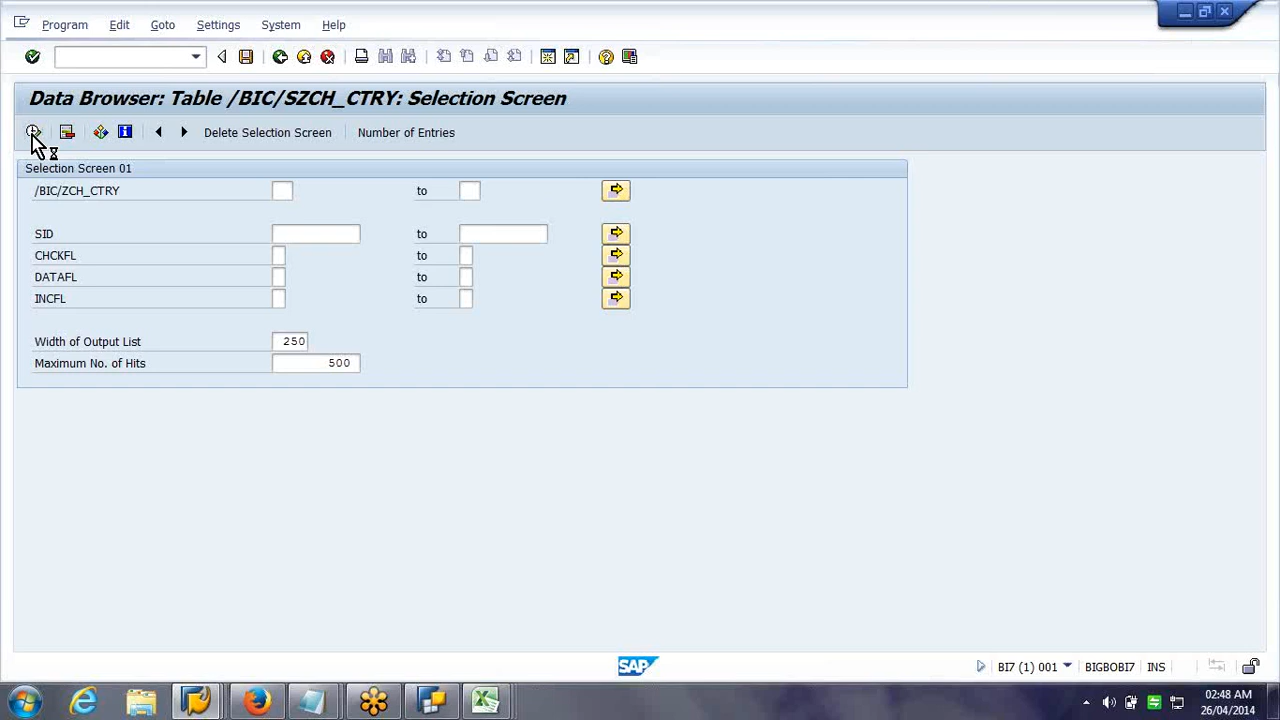 Program Edit Goto Settings System Help
Data Browser: Table /BIC/SZCH_CTRY: Selection Screen
Delete Selection Screen Number of Entries
Selection Screen 01
/BIC/ZCH_CTRY to
SID to
CHCKFL to
DATAFL to
INCFL to
Width of Output List 250
Maximum No. of Hits 500
SAP BI7 (1) 001 BIGBOBI7 INS
02:48 AM
26/04/2014